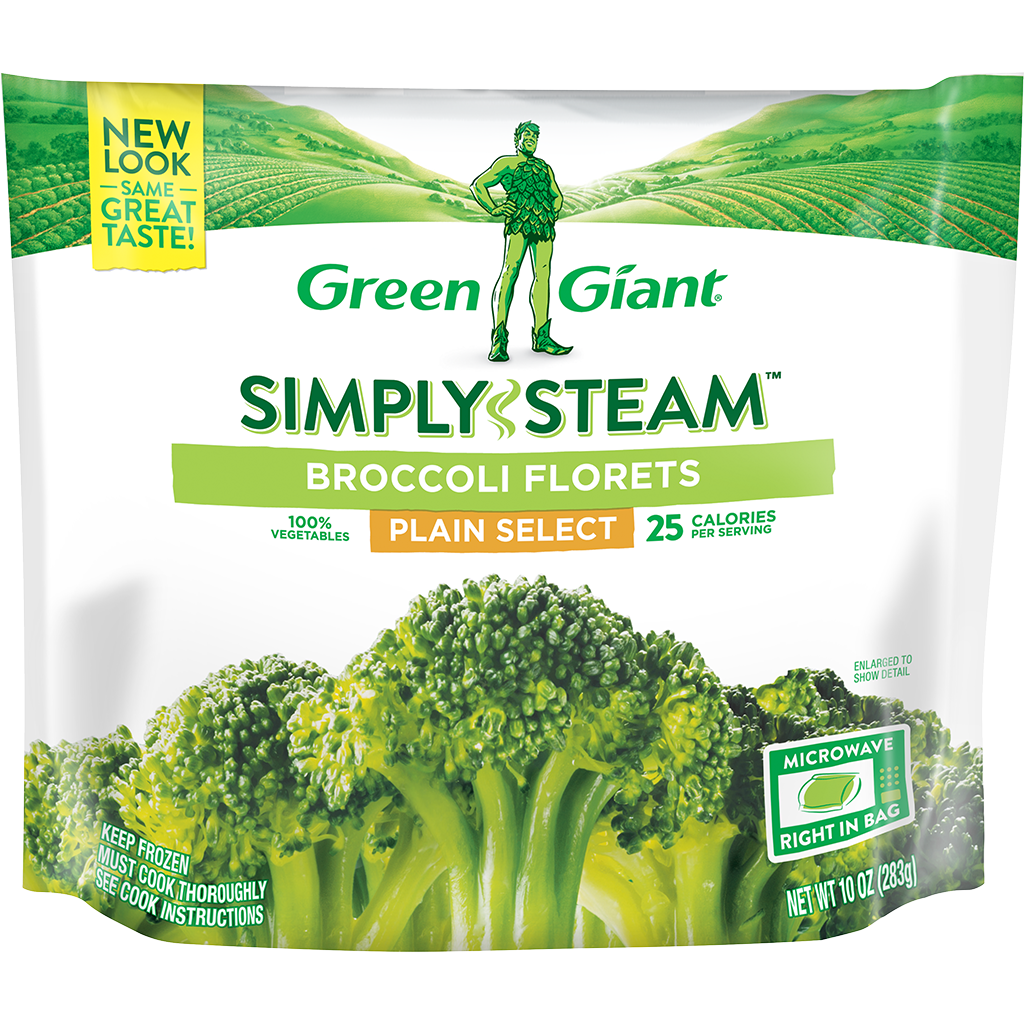 NEW
LOOK
– SAME –
GREAT
TASTE!
Green Giant®
SIMPLY STEAM™
BROCCOLI FLORETS
100%
VEGETABLES
PLAIN SELECT
25 CALORIES
PER SERVING
ENLARGED TO
SHOW DETAIL
MICROWAVE
RIGHT IN BAG
KEEP FROZEN
MUST COOK THOROUGHLY
SEE COOK INSTRUCTIONS
NET WT 10 OZ (283g)